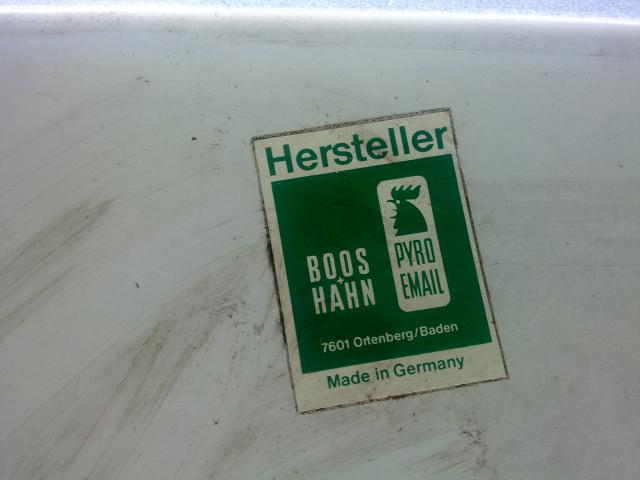 Hersteller
BOOS
+
HAHN
PYRO
EMAIL
7601 Ortenberg/Baden
Made in Germany